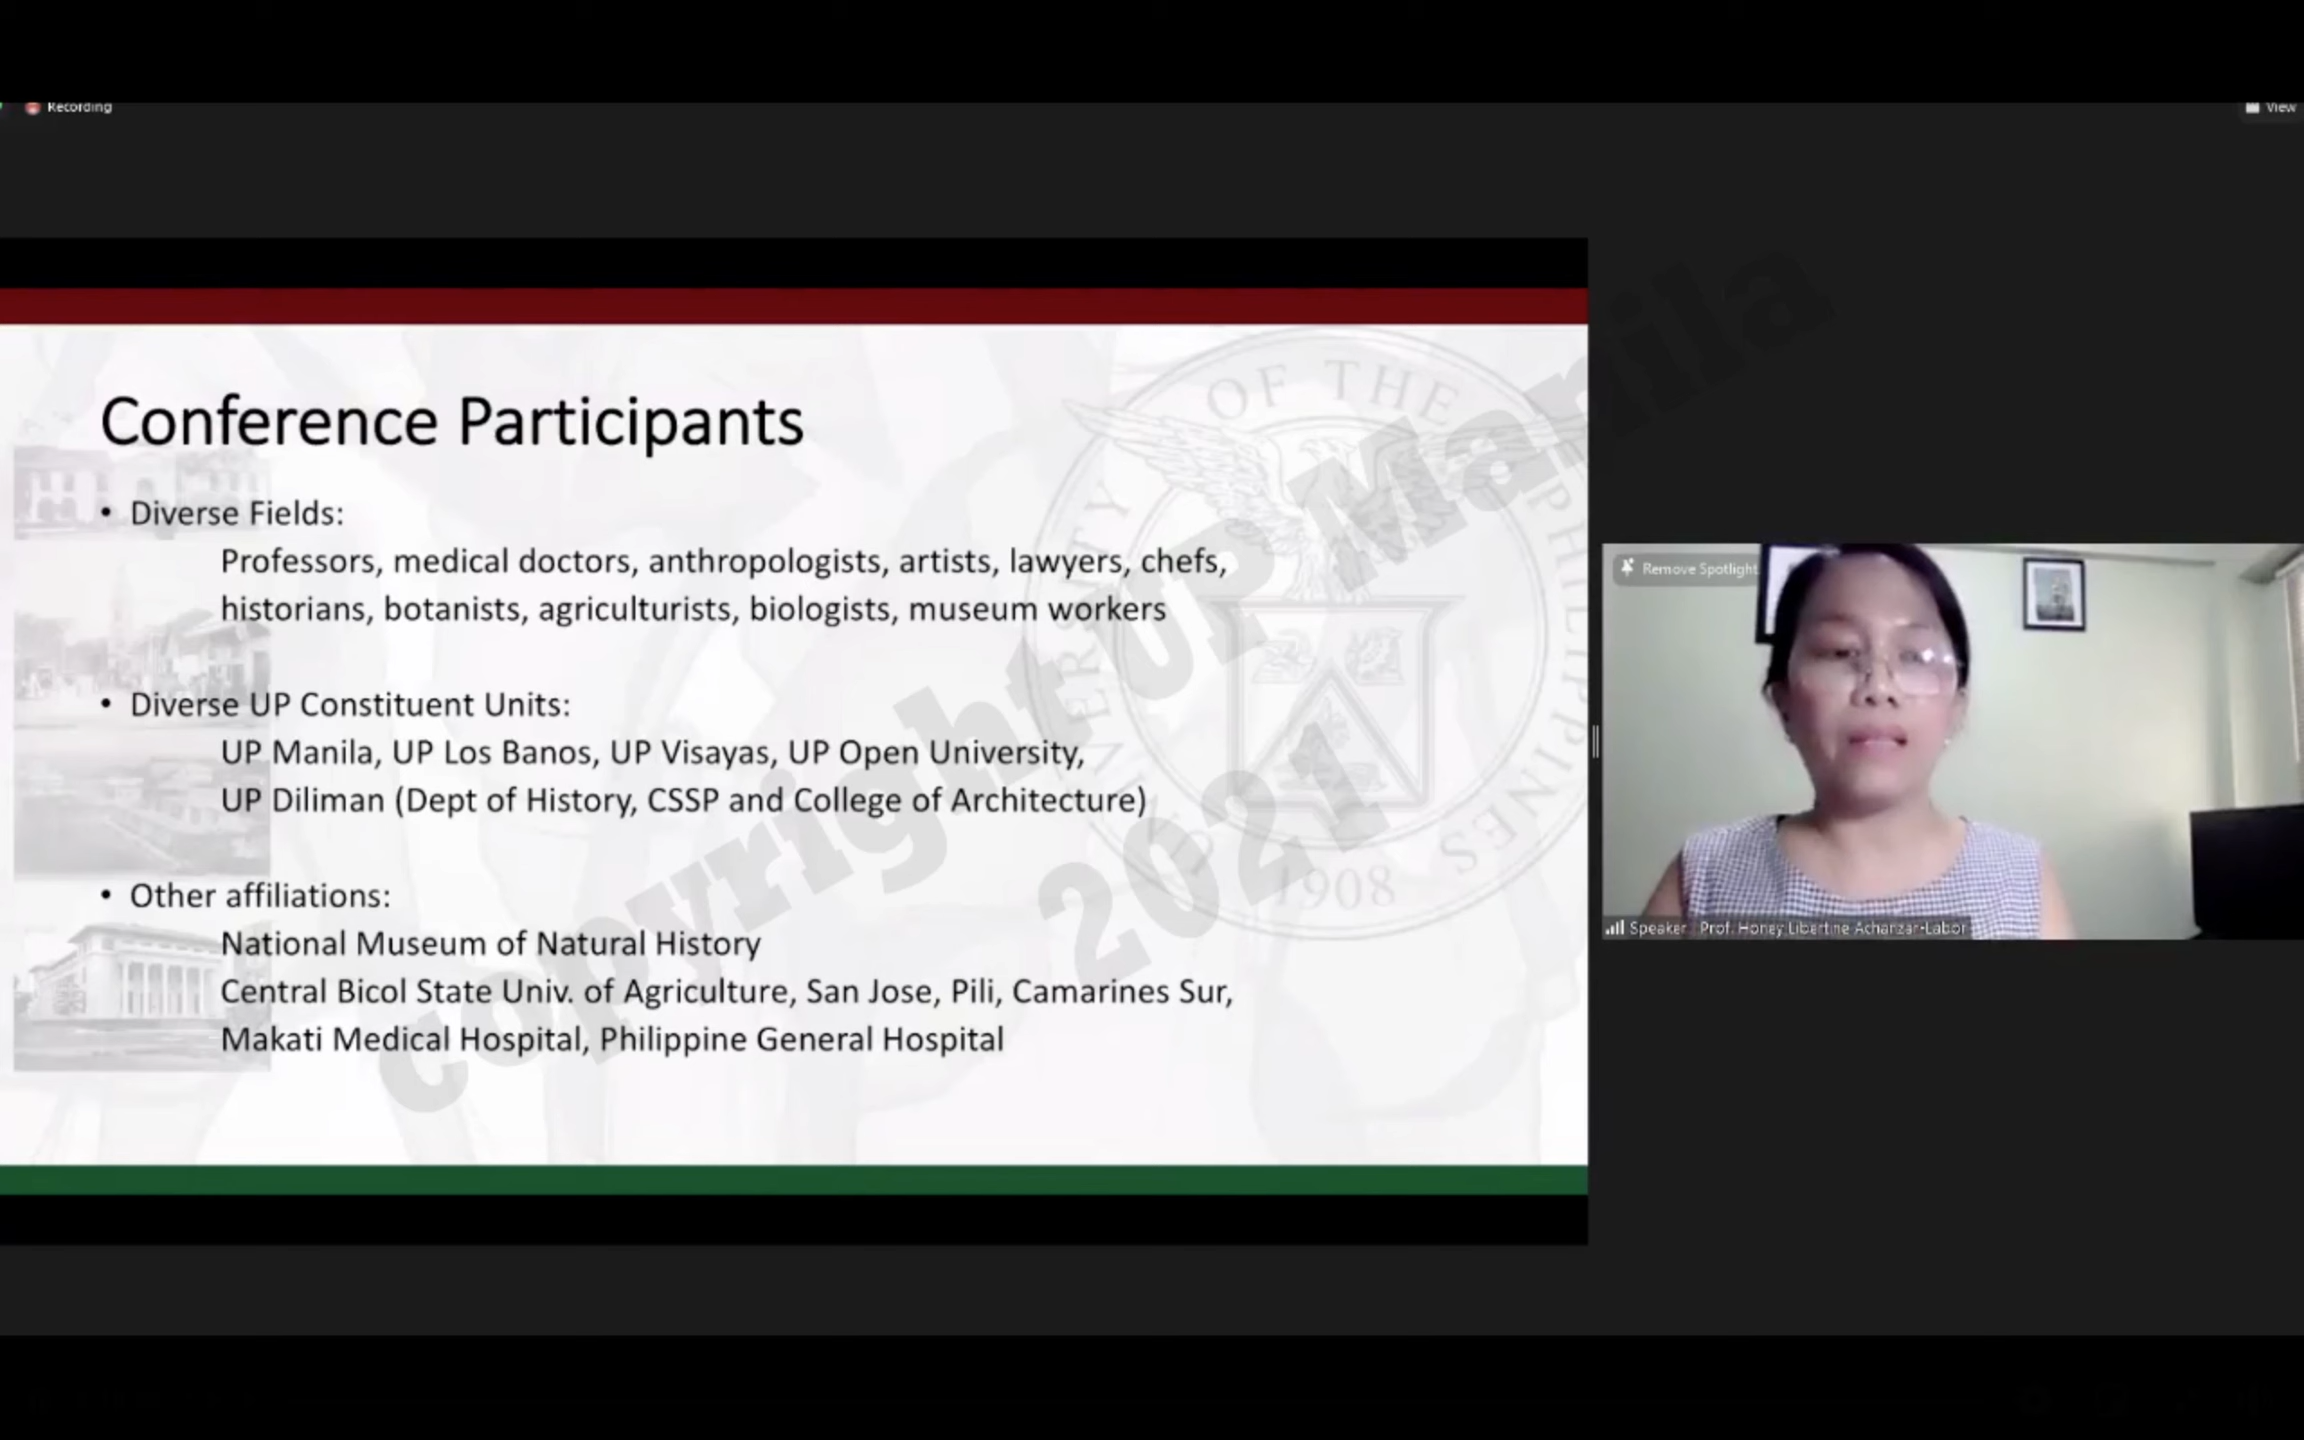 Recording
View
Conference Participants
• Diverse Fields:
Professors, medical doctors, anthropologists, artists, lawyers, chefs,
historians, botanists, agriculturists, biologists, museum workers
• Diverse UP Constituent Units:
UP Manila, UP Los Banos, UP Visayas, UP Open University,
UP Diliman (Dept of History, CSSP and College of Architecture)
• Other affiliations:
National Museum of Natural History
Central Bicol State Univ. of Agriculture, San Jose, Pili, Camarines Sur,
Makati Medical Hospital, Philippine General Hospital
UNIVERSITY OF THE PHILIPPINES
1908
copyright UP Manila
2021
Remove Spotlight
Speaker | Prof. Honey Libertine Achanzar-Labor